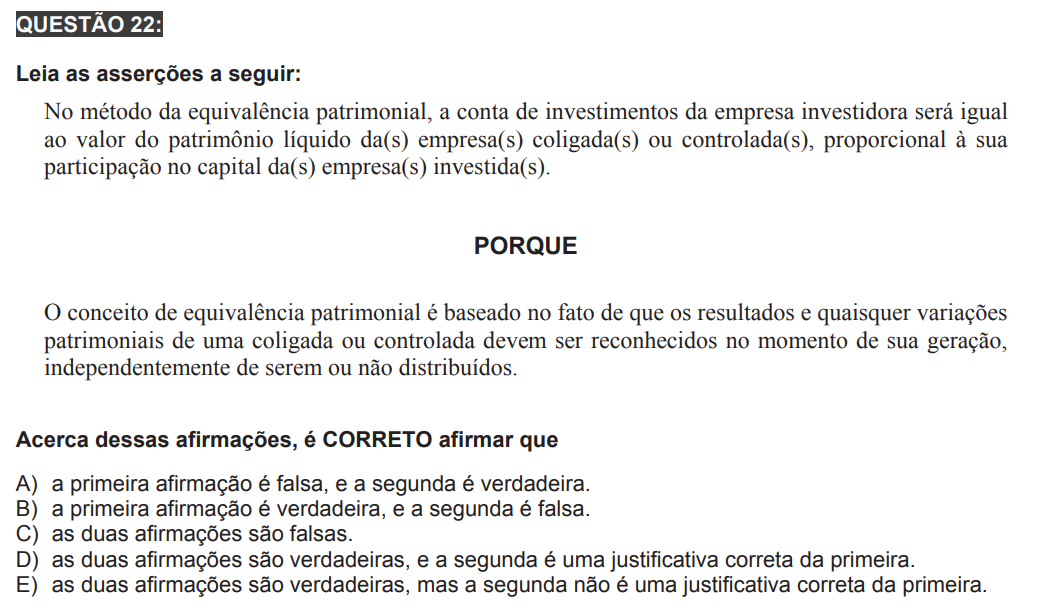 QUESTÃO 22:
Leia as asserções a seguir:
No método da equivalência patrimonial, a conta de investimentos da empresa investidora será igual
ao valor do patrimônio líquido da(s) empresa(s) coligada(s) ou controlada(s), proporcional à sua
participação no capital da(s) empresa(s) investida(s).
PORQUE
O conceito de equivalência patrimonial é baseado no fato de que os resultados e quaisquer variações
patrimoniais de uma coligada ou controlada devem ser reconhecidos no momento de sua geração,
independentemente de serem ou não distribuídos.
Acerca dessas afirmações, é CORRETO afirmar que
A) a primeira afirmação é falsa, e a segunda é verdadeira.
B) a primeira afirmação é verdadeira, e a segunda é falsa.
C) as duas afirmações são falsas.
D) as duas afirmações são verdadeiras, e a segunda é uma justificativa correta da primeira.
E) as duas afirmações são verdadeiras, mas a segunda não é uma justificativa correta da primeira.